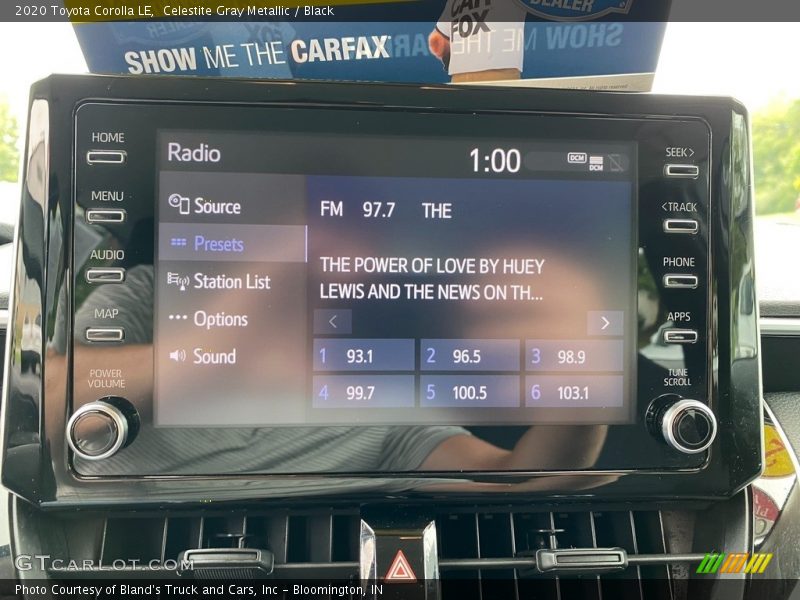 2020 Toyota Corolla LE, Celestite Gray Metallic / Black
CAR FOX
DEALER
SHOW ME THE CARFAX
HOME
MENU
AUDIO
MAP
POWER
VOLUME
Radio
1:00
DCM
DCM
Source
Presets
Station List
Options
Sound
FM 97.7 THE
THE POWER OF LOVE BY HUEY
LEWIS AND THE NEWS ON TH...
< >
1 93.1 2 96.5 3 98.9
4 99.7 5 100.5 6 103.1
SEEK>
<TRACK
PHONE
APPS
TUNE
SCROLL
GTCARLOT.COM
Photo Courtesy of Bland's Truck and Cars, Inc – Bloomington, IN